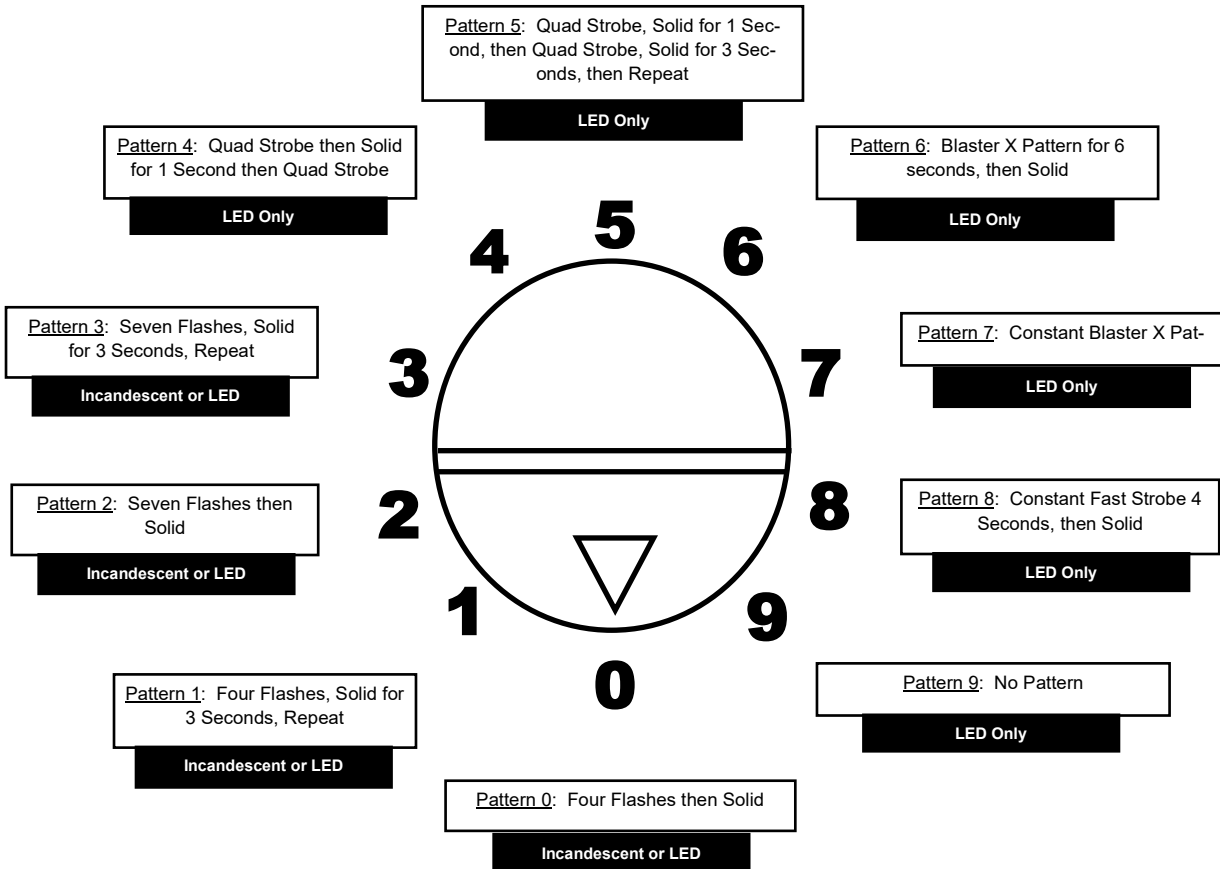 Pattern 5: Quad Strobe, Solid for 1 Sec-
ond, then Quad Strobe, Solid for 3 Sec-
onds, then Repeat
LED Only
Pattern 4: Quad Strobe then Solid
for 1 Second then Quad Strobe
LED Only
Pattern 6: Blaster X Pattern for 6
seconds, then Solid
LED Only
5
4
6
Pattern 3: Seven Flashes, Solid
for 3 Seconds, Repeat
Incandescent or LED
3
7
Pattern 7: Constant Blaster X Pat-
LED Only
Pattern 2: Seven Flashes then
Solid
Incandescent or LED
2
8
Pattern 8: Constant Fast Strobe 4
Seconds, then Solid
LED Only
1
9
0
Pattern 1: Four Flashes, Solid for
3 Seconds, Repeat
Incandescent or LED
Pattern 9: No Pattern
LED Only
Pattern 0: Four Flashes then Solid
Incandescent or LED